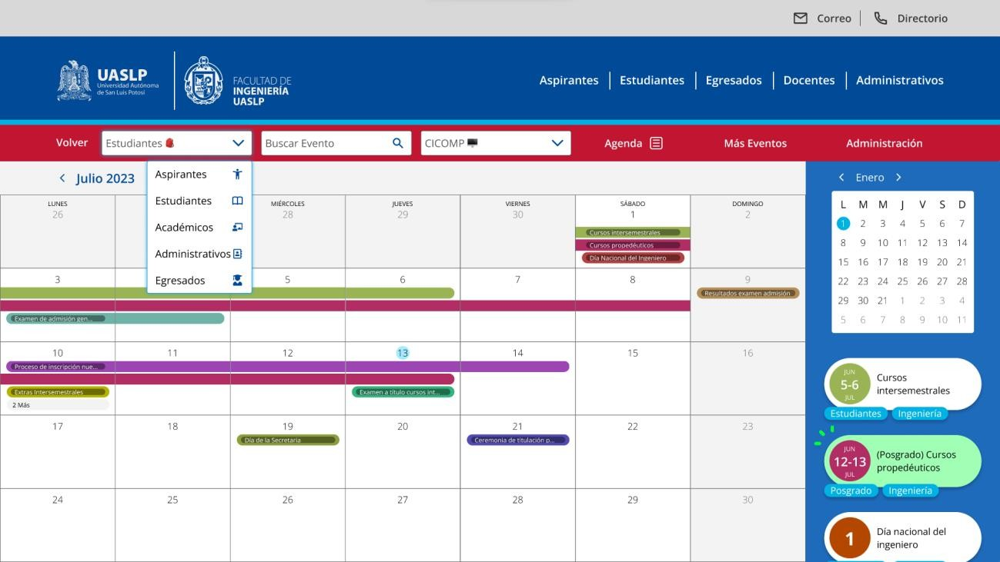 Correo
Directorio
UASLP
Universidad Autónoma
de San Luis Potosí
FACULTAD DE
INGENIERÍA
UASLP
Aspirantes
Estudiantes
Egresados
Docentes
Administrativos
Volver
Estudiantes
Buscar Evento
CICOMP
Agenda
Más Eventos
Administración
Aspirantes
Estudiantes
Académicos
Administrativos
Egresados
Julio 2023
LUNES MIÉRCOLES JUEVES VIERNES SÁBADO DOMINGO
26 28 29 30 1 2
Cursos intersemestrales
Cursos propedéuticos
Día Nacional del Ingeniero
3 5 6 7 8 9
Resultados examen admisión
Examen de admisión gen...
10 11 12 13 14 15 16
Proceso de inscripción nue...
Extras Intersemestrales
Examen a título cursos int...
2 Más
17 18 19 20 21 22 23
Día de la Secretaria
Ceremonia de titulación p...
24 25 26 27 28 29 30
Enero
L M M J V S D
1 2 3 4 5 6 7
8 9 10 11 12 13 14
15 16 17 18 19 20 21
22 23 24 25 26 27 28
29 30 21 1 2 3 4
5 6 7 8 9 10 11
JUN
5-6
JUL
Cursos
intersemestrales
Estudiantes
Ingeniería
JUN
12-13
JUL
(Posgrado) Cursos
propedéuticos
Posgrado
Ingeniería
1
Día nacional del
ingeniero